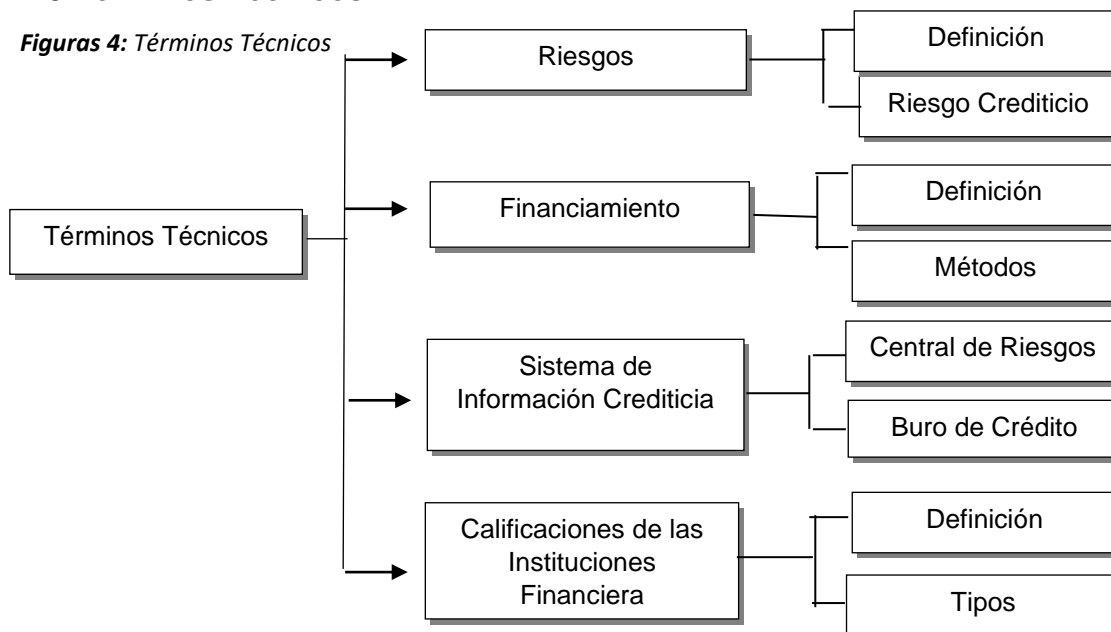 Figuras 4: Términos Técnicos
Términos Técnicos
Riesgos
Definición
Riesgo Crediticio
Financiamiento
Definición
Métodos
Sistema de
Información Crediticia
Central de Riesgos
Buro de Crédito
Calificaciones de las
Instituciones
Financiera
Definición
Tipos